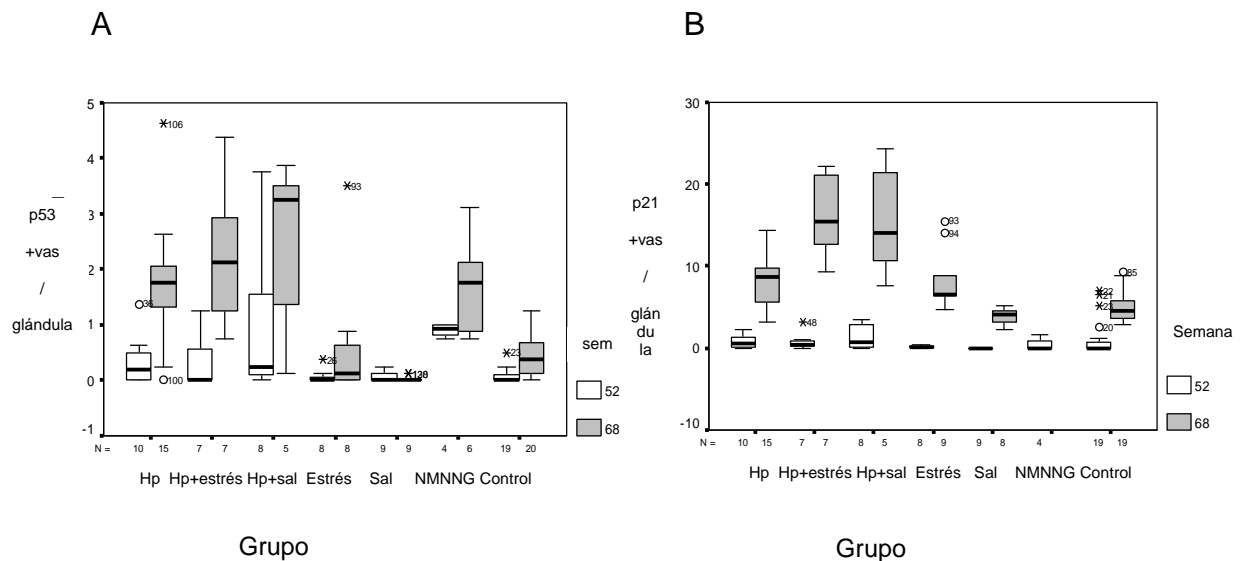 A
5
4
3
2
1
0
-1
p53
+vas
/
glándula
106
36
100
26
93
23
N = 10 15 7 7 8 5 8 8 9 9 4 6 19 20
Hp Hp+estrés Hp+sal Estrés Sal NMNNG Control
Grupo
sem
52
68
B
30
20
10
0
-10
p21
+vas
/
glán
du
la
48
93
94
22
21
23
20
85
N = 10 15 7 7 8 5 8 9 9 8 4 19 19
Hp Hp+estrés Hp+sal Estrés Sal NMNNG Control
Grupo
Semana
52
68